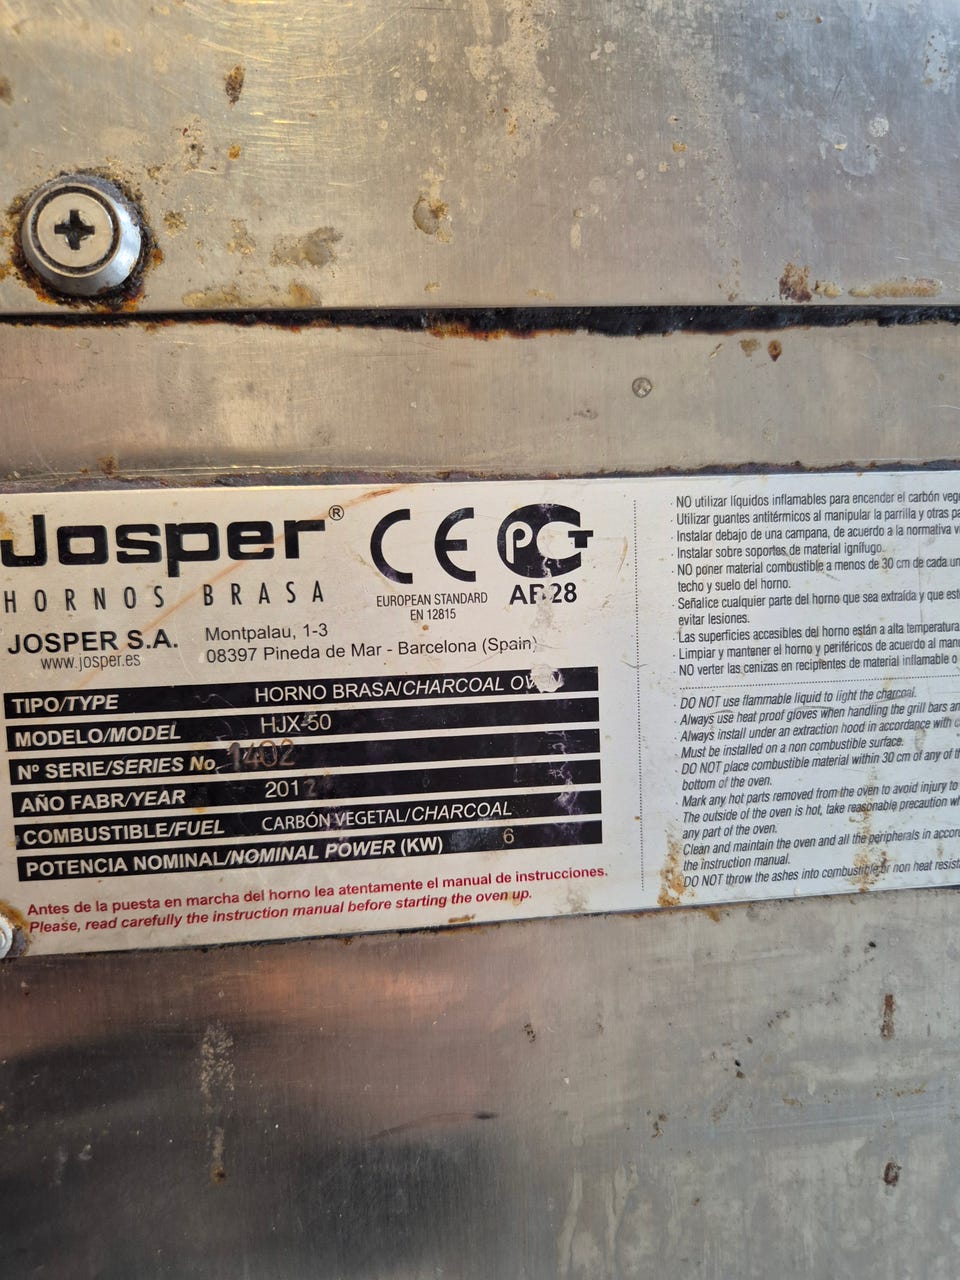 Josper®
HORNOS BRASA
JOSPER S.A.
www.josper.es
CE
EUROPEAN STANDARD
EN 12815
Montpalau, 1-3
08397 Pineda de Mar - Barcelona (Spain)
TIPO/TYPE HORNO BRASA/CHARCOAL OVEN
MODELO/MODEL HJX-50
Nº SERIE/SERIES No 1402
AÑO FABR/YEAR
COMBUSTIBLE/FUEL CARBÓN VEGETAL/CHARCOAL
POTENCIA NOMINAL/NOMINAL POWER (KW) 6
Antes de la puesta en marcha del horno lea atentamente el manual de instrucciones.
Please, read carefully the instruction manual before starting the oven up.
· NO utilizar líquidos inflamables para encender el carbón
· Utilizar guantes antitérmicos al manipular la parrilla y otras
· Instalar debajo de una campana, de acuerdo a la normativa
· Instalar sobre soportes de material ignífugo.
· NO poner material combustible a menos de 30 cm de cada
techo y suelo del horno.
· Señalice cualquier parte del horno que sea extraída y que
evitar lesiones.
· Las superficies accesibles del horno están a alta temperatura
· Limpiar y mantener el horno y periféricos de acuerdo al
· NO verter las cenizas en recipientes de material inflamable o
· DO NOT use flammable liquid to light the charcoal.
· Always use heat proof gloves when handling the grill bars
· Always install under an extraction hood in accordance with
· Must be installed on a non combustible surface.
· DO NOT place combustible material within 30 cm of any of
bottom of the oven.
· Mark any hot parts removed from the oven to avoid injury to
· The outside of the oven is hot, take reasonable precaution
any part of the oven.
· Clean and maintain the oven and all the peripherals in
the instruction manual.
· DO NOT throw the ashes into combustible or non heat